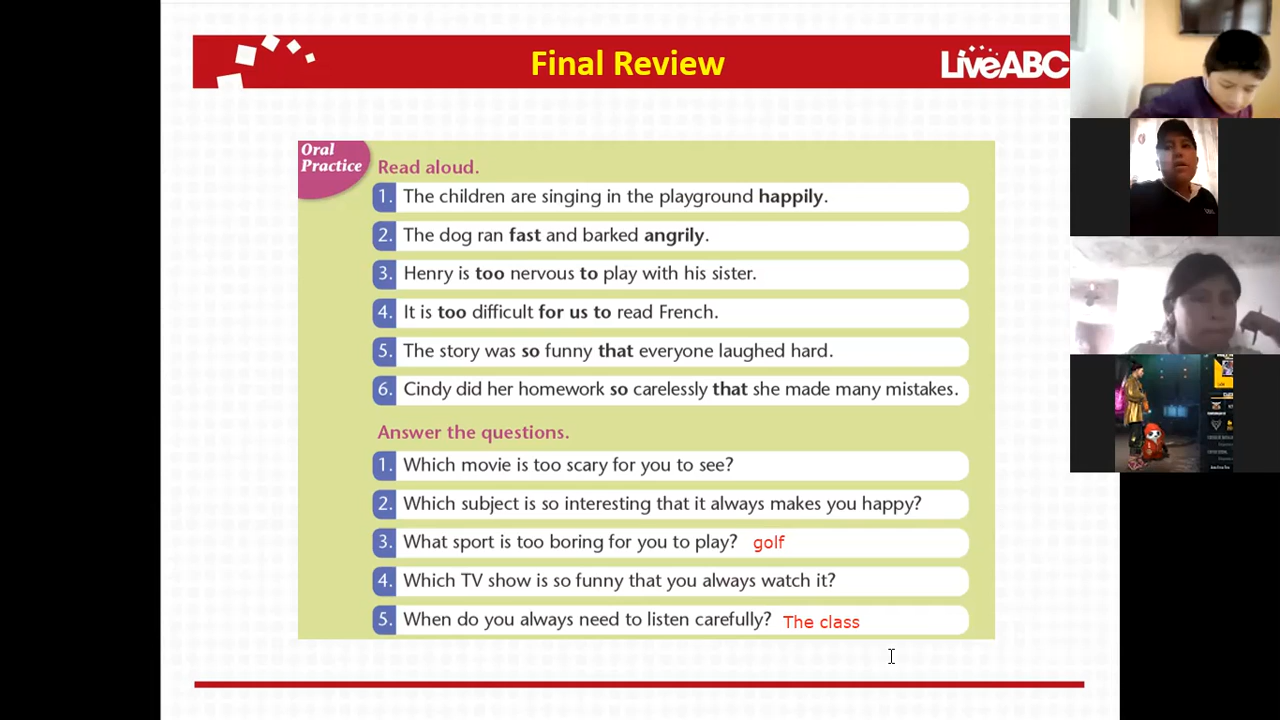 Final Review
LiveABC
Oral
Practice
Read aloud.
1. The children are singing in the playground happily.
2. The dog ran fast and barked angrily.
3. Henry is too nervous to play with his sister.
4. It is too difficult for us to read French.
5. The story was so funny that everyone laughed hard.
6. Cindy did her homework so carelessly that she made many mistakes.
Answer the questions.
1. Which movie is too scary for you to see?
2. Which subject is so interesting that it always makes you happy?
3. What sport is too boring for you to play? golf
4. Which TV show is so funny that you always watch it?
5. When do you always need to listen carefully? The class